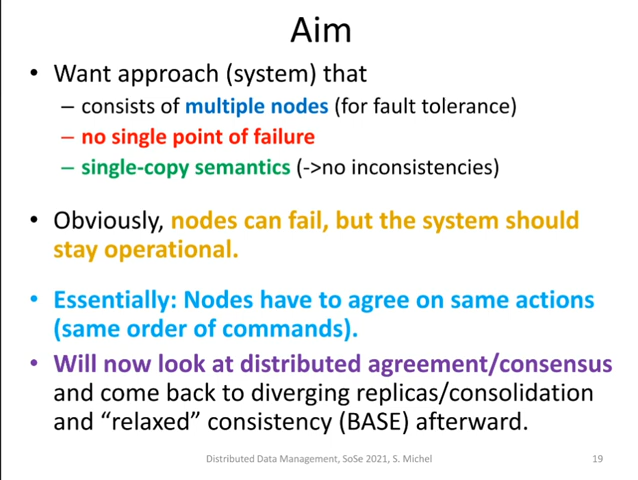 Aim
• Want approach (system) that
– consists of multiple nodes (for fault tolerance)
– no single point of failure
– single-copy semantics (->no inconsistencies)
• Obviously, nodes can fail, but the system should
stay operational.
• Essentially: Nodes have to agree on same actions
(same order of commands).
• Will now look at distributed agreement/consensus
and come back to diverging replicas/consolidation
and “relaxed” consistency (BASE) afterward.
Distributed Data Management, SoSe 2021, S. Michel
19